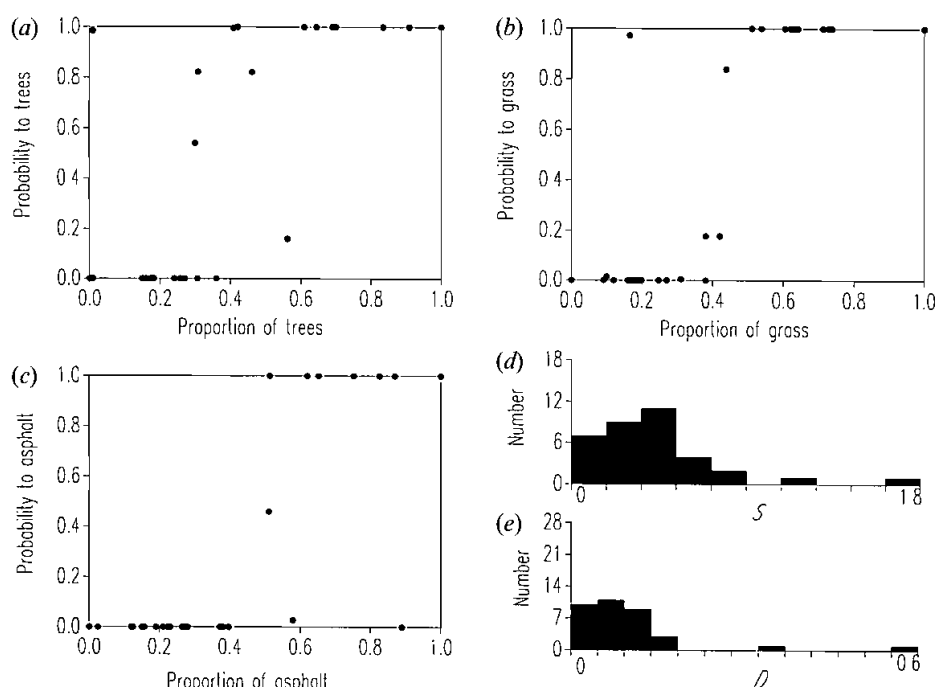 (a)
Probability to trees
1.0
0.8
0.6
0.4
0.2
0.0
0.0 0.2 0.4 0.6 0.8 1.0
Proportion of trees
(b)
Probability to grass
1 0
0 8
0 6
0 4
0.2
0.0
0.0 0.2 0.4 0.6 0.8 1.0
Proportion of grass
(c)
Probability to asphalt
1.0
0.8
0.6
0.4
0.2
0.0
0.0 0.2 0.4 0.6 0.8 1.0
Proportion of asphalt
(d)
Number
18
12
6
0
0 1 8
S
(e)
Number
28
21
14
7
0
0 0 6